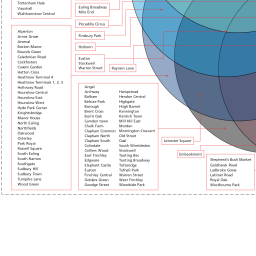 Tottenham Hale
Vauxhall
Walthamstow Central
Ealing Broadway
Mile End
Piccadilly Circus
Finsbury Park
Holborn
Euston
Stockwell
Warren Street
Rayners Lane
Alperton
Arnos Grove
Arsenal
Barons Court
Bounds Green
Caledonian Road
Cockfosters
Covent Garden
Hatton Cross
Heathrow Terminal 4
Heathrow Terminals 1, 2, 3
Holloway Road
Hounslow Central
Hounslow East
Hounslow West
Hyde Park Corner
Knightsbridge
Manor House
North Ealing
Northfields
Oakwood
Osterley
Park Royal
Russell Square
South Ealing
South Harrow
Southgate
Sudbury Hill
Sudbury Town
Turnpike Lane
Wood Green
Angel
Archway
Balham
Belsize Park
Borough
Brent Cross
Burnt Oak
Camden Town
Chalk Farm
Clapham Common
Clapham North
Clapham South
Colindale
Colliers Wood
East Finchley
Edgware
Elephant Castle
Euston
Finchley Central
Golders Green
Goodge Street
Hampstead
Hendon Central
Highgate
High Barnet
Kennington
Kentish Town
Mill Hill East
Morden
Mornington Crescent
Old Street
Oval
South Wimbledon
Stockwell
Tooting Bec
Tooting Broadway
Totteridge
Tufnell Park
Warren Street
West Finchley
Woodside Park
Leicester Square
Embankment
Shepherd's Bush Market
Goldhawk Road
Ladbroke Grove
Latimer Road
Royal Oak
Westbourne Park